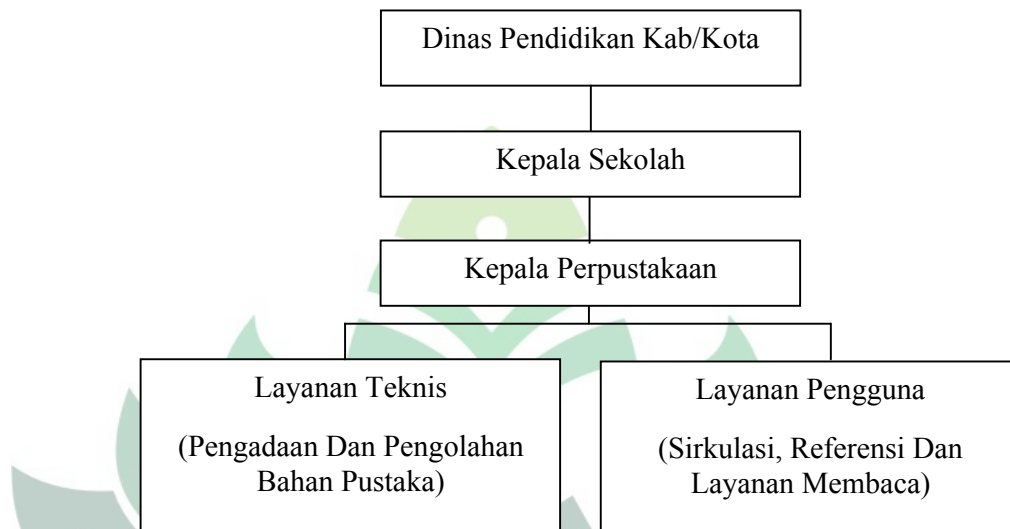 Dinas Pendidikan Kab/Kota
Kepala Sekolah
Kepala Perpustakaan
Layanan Teknis
(Pengadaan Dan Pengolahan
Bahan Pustaka)
Layanan Pengguna
(Sirkulasi, Referensi Dan
Layanan Membaca)